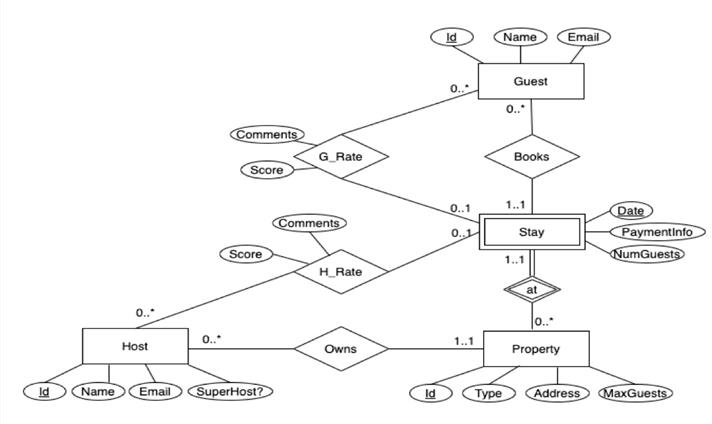 Id Name Email
Guest
0..* 0..*
Comments
G_Rate Books
Score
0..1 1..1
Date
Comments
0..1 Stay PaymentInfo
Score NumGuests
1..1
H_Rate
at
0..*
0..*
Host 0..* Owns 1..1 Property
Id Name Email SuperHost? Id Type Address MaxGuests